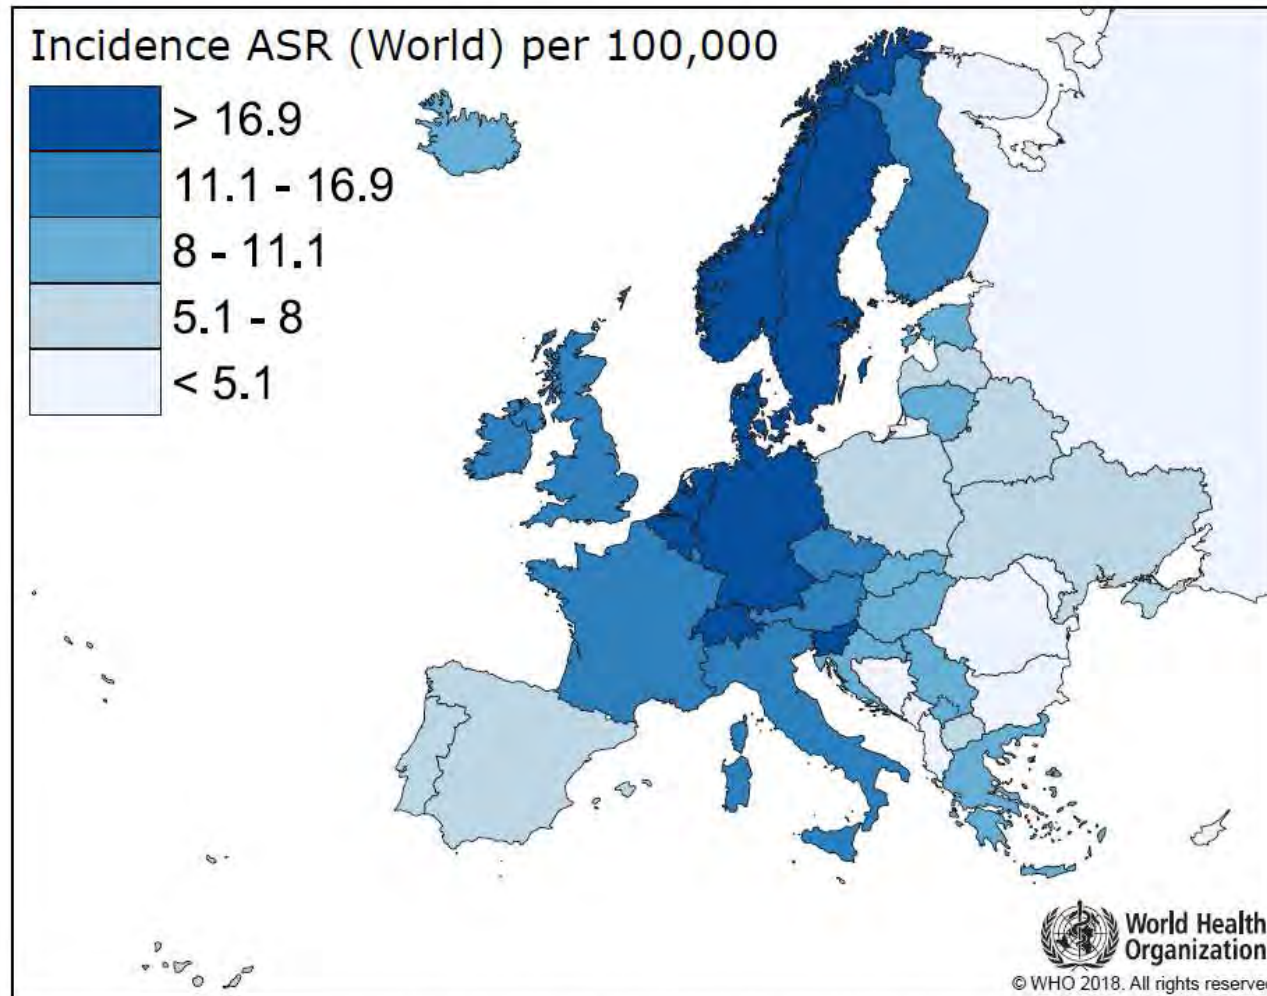 Incidence ASR (World) per 100,000
> 16.9
11.1 - 16.9
8 - 11.1
5.1 - 8
< 5.1
World Health
Organization
© WHO 2018. All rights reserved